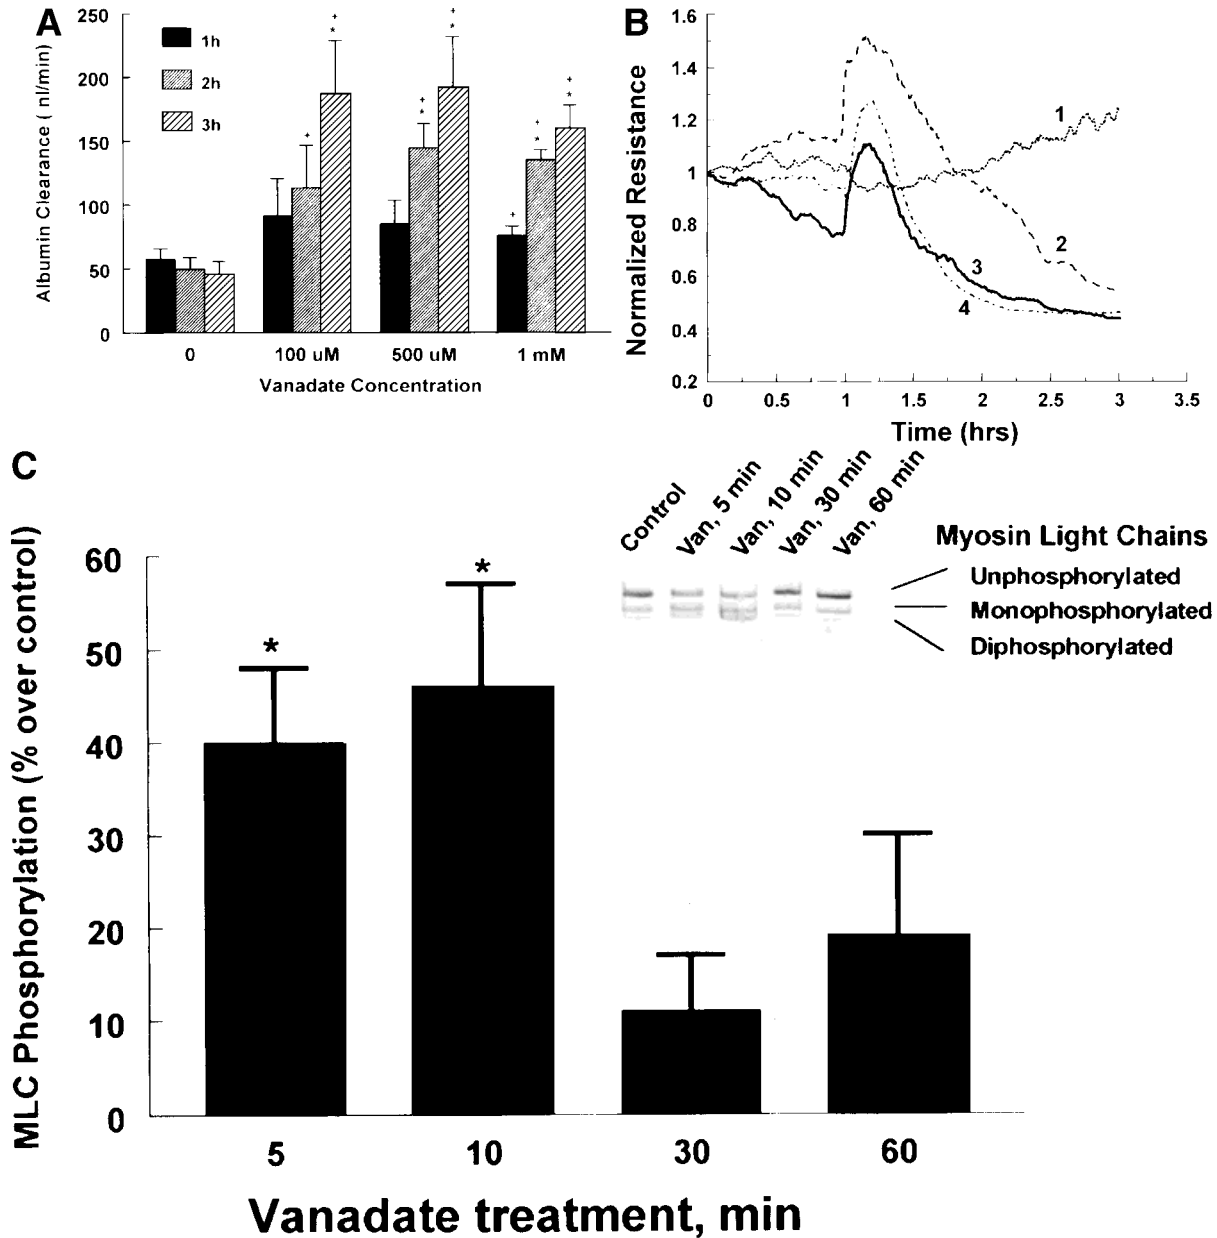 A
Albumin Clearance ( nl/min)
250
200
150
100
50
0
1h
2h
3h
+
*
+
+
*
+
*
+
+
*
+
*
0
100 uM
500 uM
1 mM
Vanadate Concentration
B
Normalized Resistance
1.6
1.4
1.2
1
0.8
0.6
0.4
0.2
1
2
3
4
0
0.5
1
1.5
2
2.5
3
3.5
Time (hrs)
C
MLC Phosphorylation (% over control)
60
50
40
30
20
10
0
*
*
Control
Van, 5 min
Van, 10 min
Van, 30 min
Van, 60 min
Myosin Light Chains
Unphosphorylated
Monophosphorylated
Diphosphorylated
5
10
30
60
Vanadate treatment, min